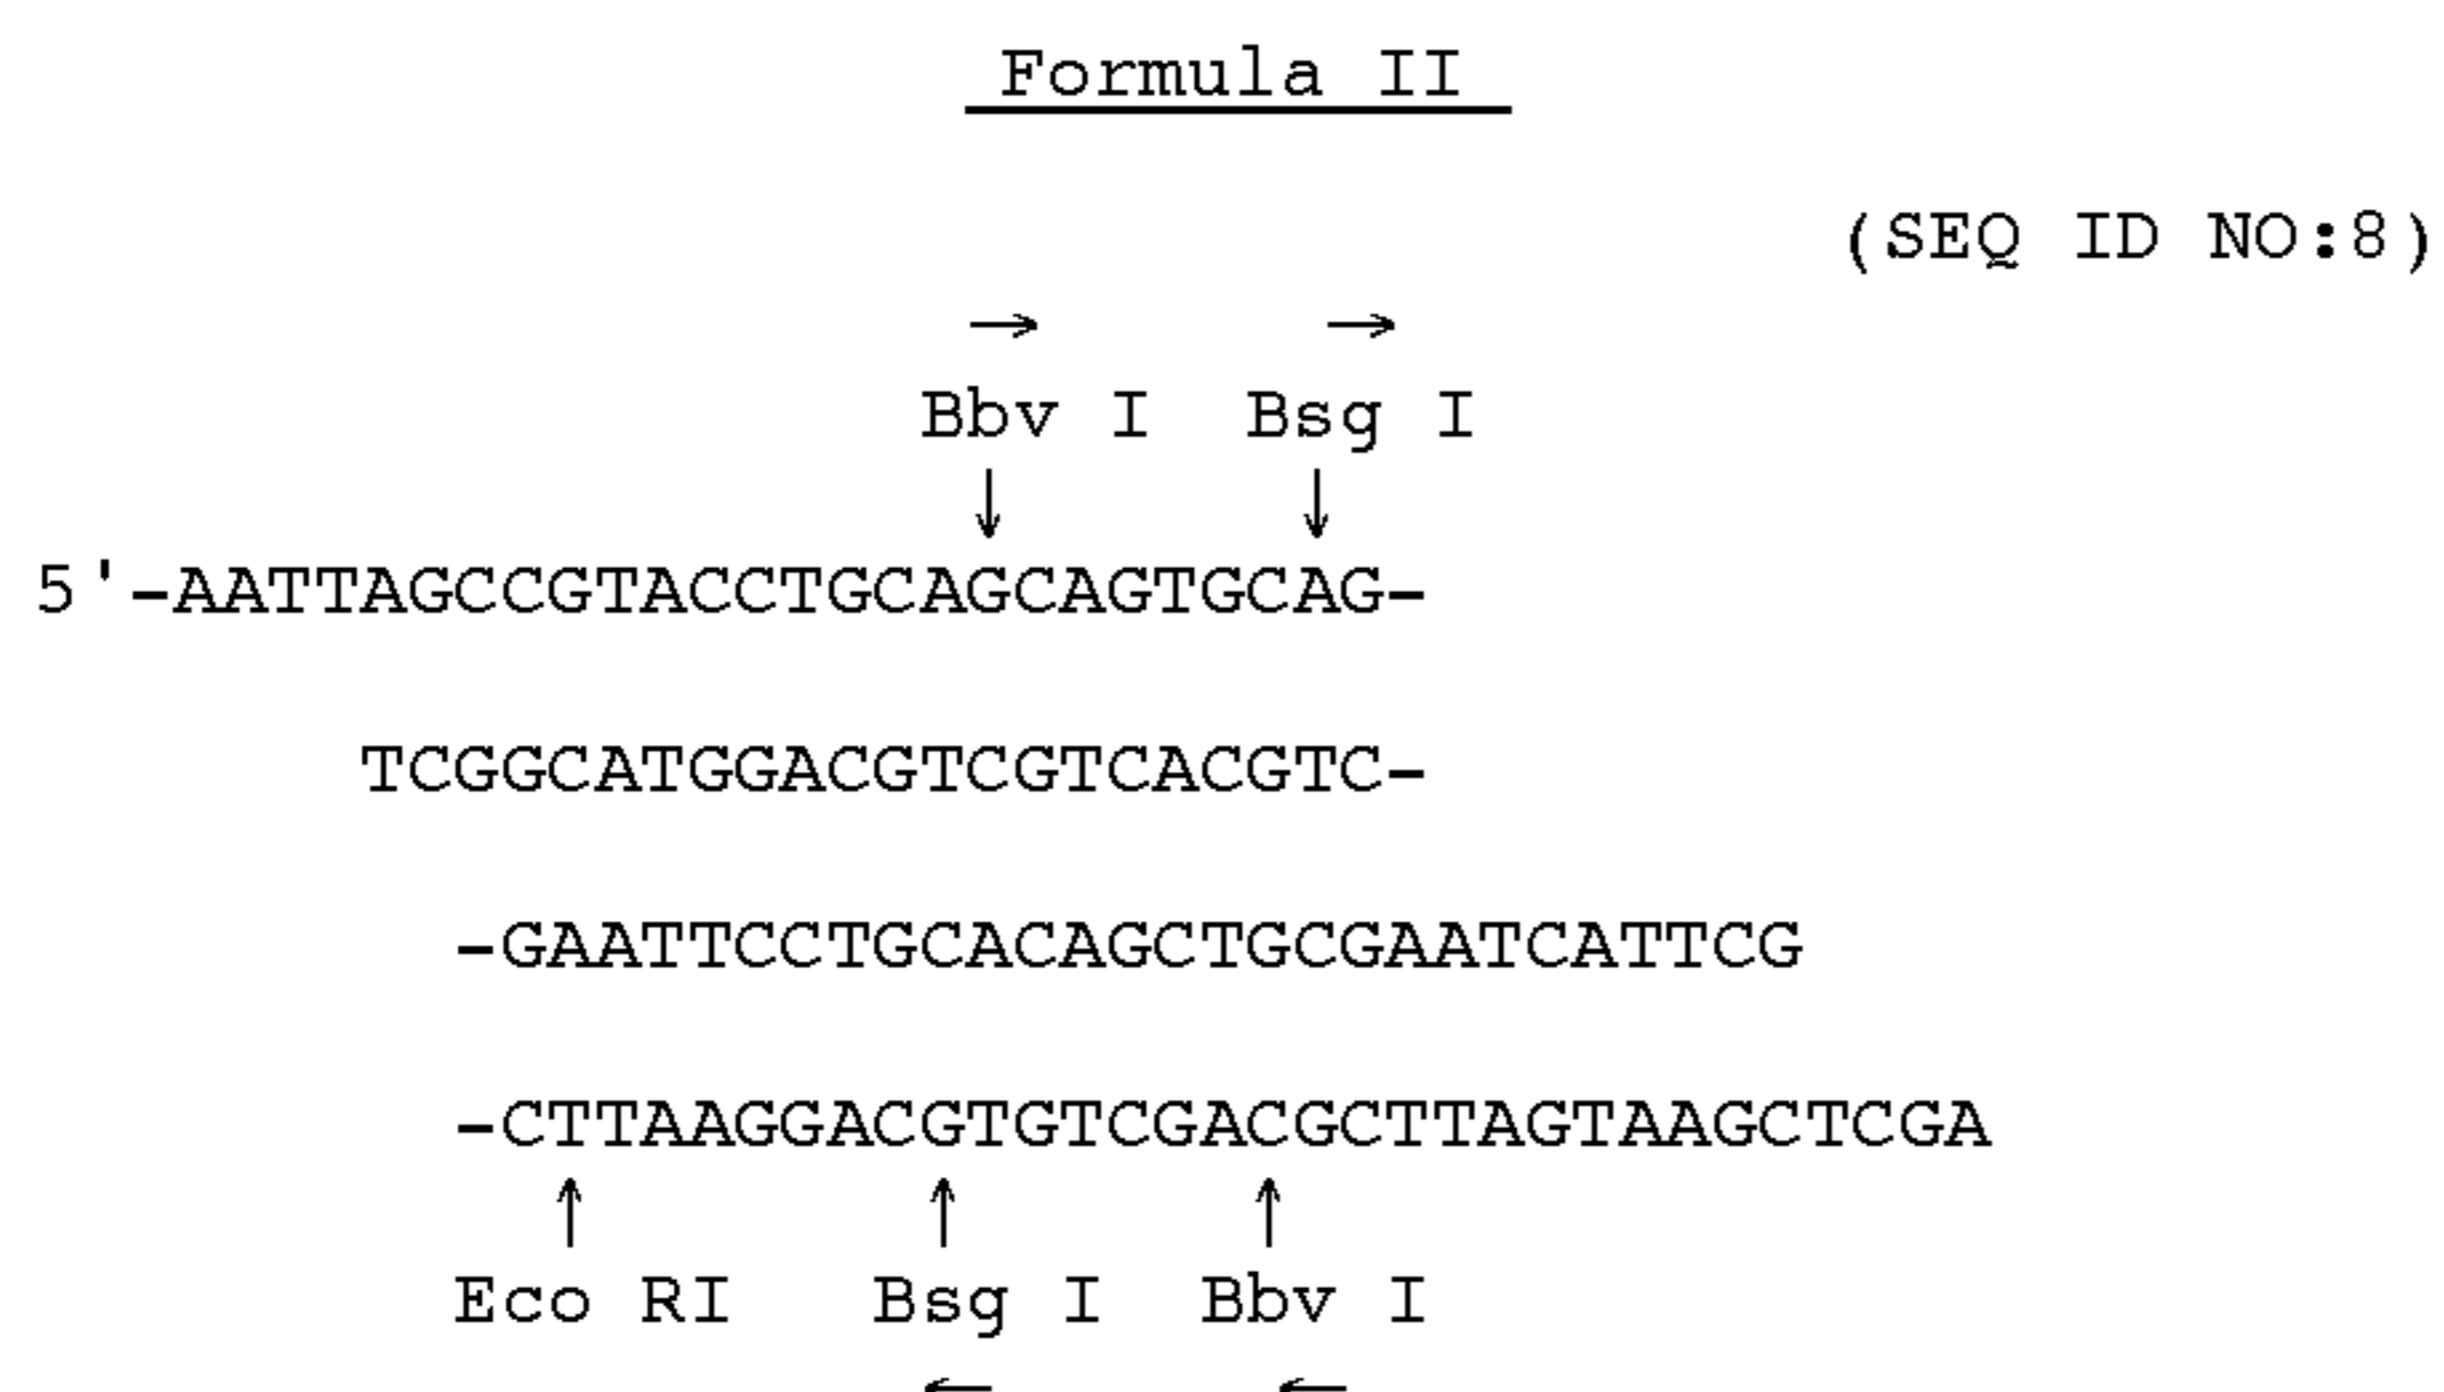 Formula II
(SEQ ID NO:8)
→ →
Bbv I Bsg I
↓ ↓
5'-AATTAGCCGTACCTGCAGCAGTGCAG-
TCGGCATGGACGTCGTCACGTC-
-GAATTCCTGCACAGCTGCGAATCATTCG
-CTTAAGGACGTGTCGACGCTTAGTAAGCTCGA
↑ ↑ ↑
Eco RI Bsg I Bbv I
← ←